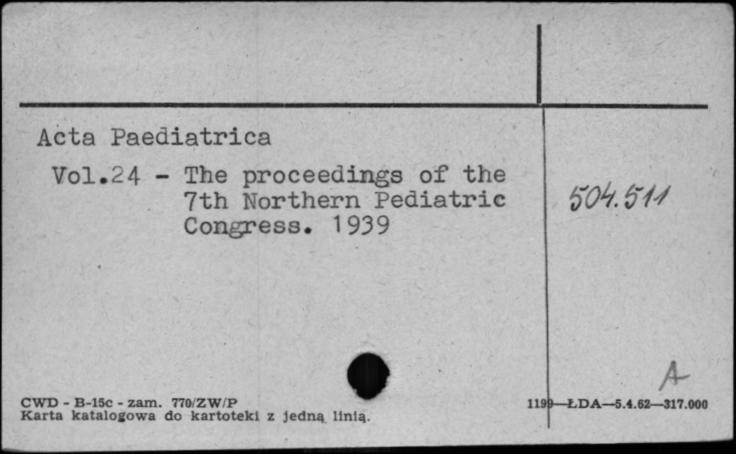 Acta Paediatrica
Vol.24 - The proceedings of the
7th Northern Pediatric
Congress. 1939
504.511
A
CWD - B-15c - zam. 770/ZW/P
Karta katalogowa do kartoteki z jedną linią.
1199—ŁDA—5.4.62—317.000